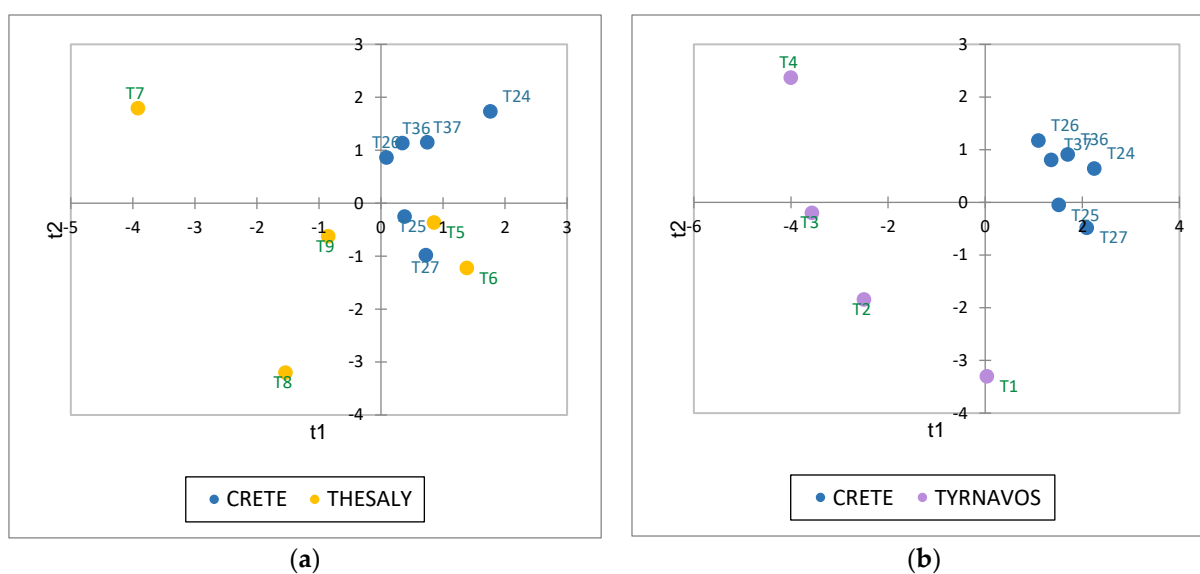 3
2
1
0
-1
-2
-3
-4
-5 -4 -3 -2 -1 0 1 2 3
t2
t1
T7
T24
T26
T36
T37
T25
T5
T9
T27
T6
T8
CRETE THESALY
(a)
3
2
1
0
-1
-2
-3
-4
-6 -4 -2 0 2 4
t2
t1
T4
T26
T36
T37
T24
T3
T25
T27
T2
T1
CRETE TYRNAVOS
(b)